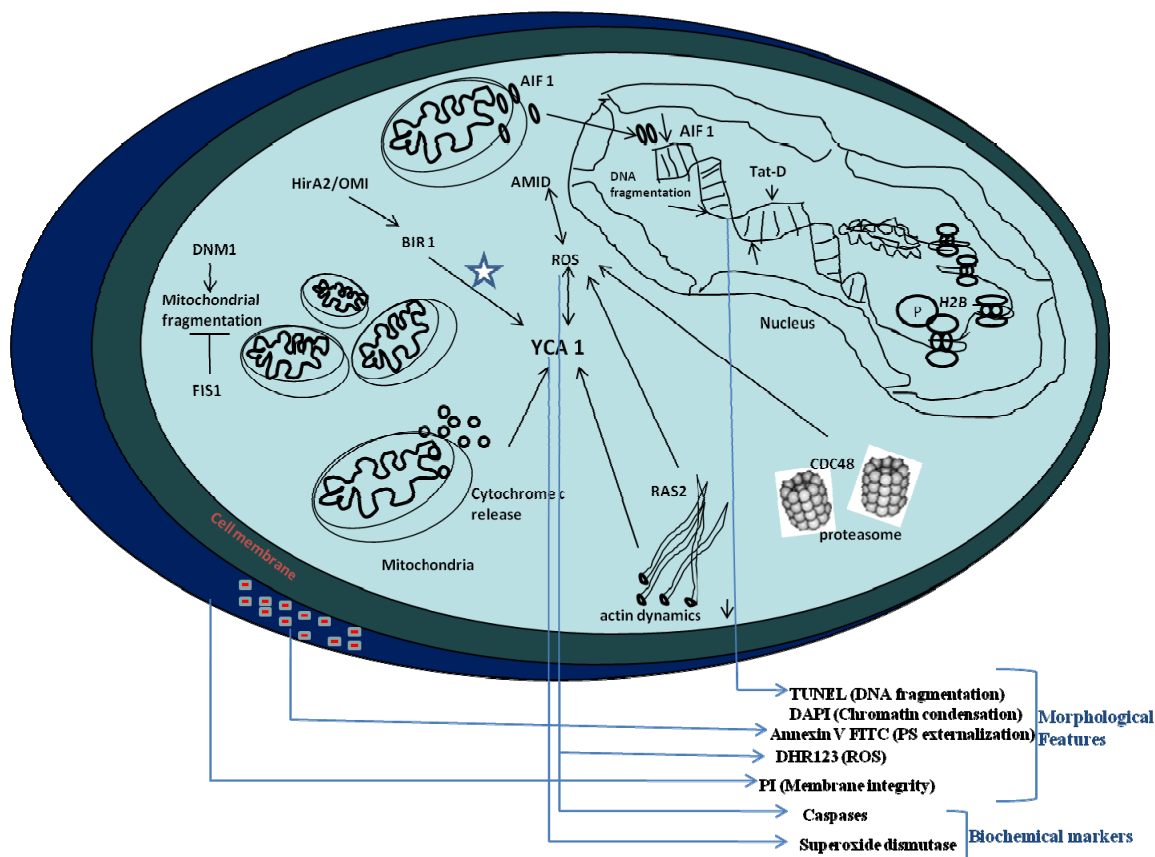 AIF 1
AIF 1
HirA2/OMI
AMID
DNA
fragmentation
Tat-D
BIR 1
DNM1
ROS
Mitochondrial
fragmentation
P
H2B
Nucleus
YCA 1
FIS1
CDC48
RAS2
Cytochrome c
release
proteasome
Cell membrane
Mitochondria
actin dynamics
TUNEL (DNA fragmentation)
DAPI (Chromatin condensation)
Annexin V FITC (PS externalization)
DHR123 (ROS)
PI (Membrane integrity)
Morphological
Features
Caspases
Superoxide dismutase
Biochemical markers